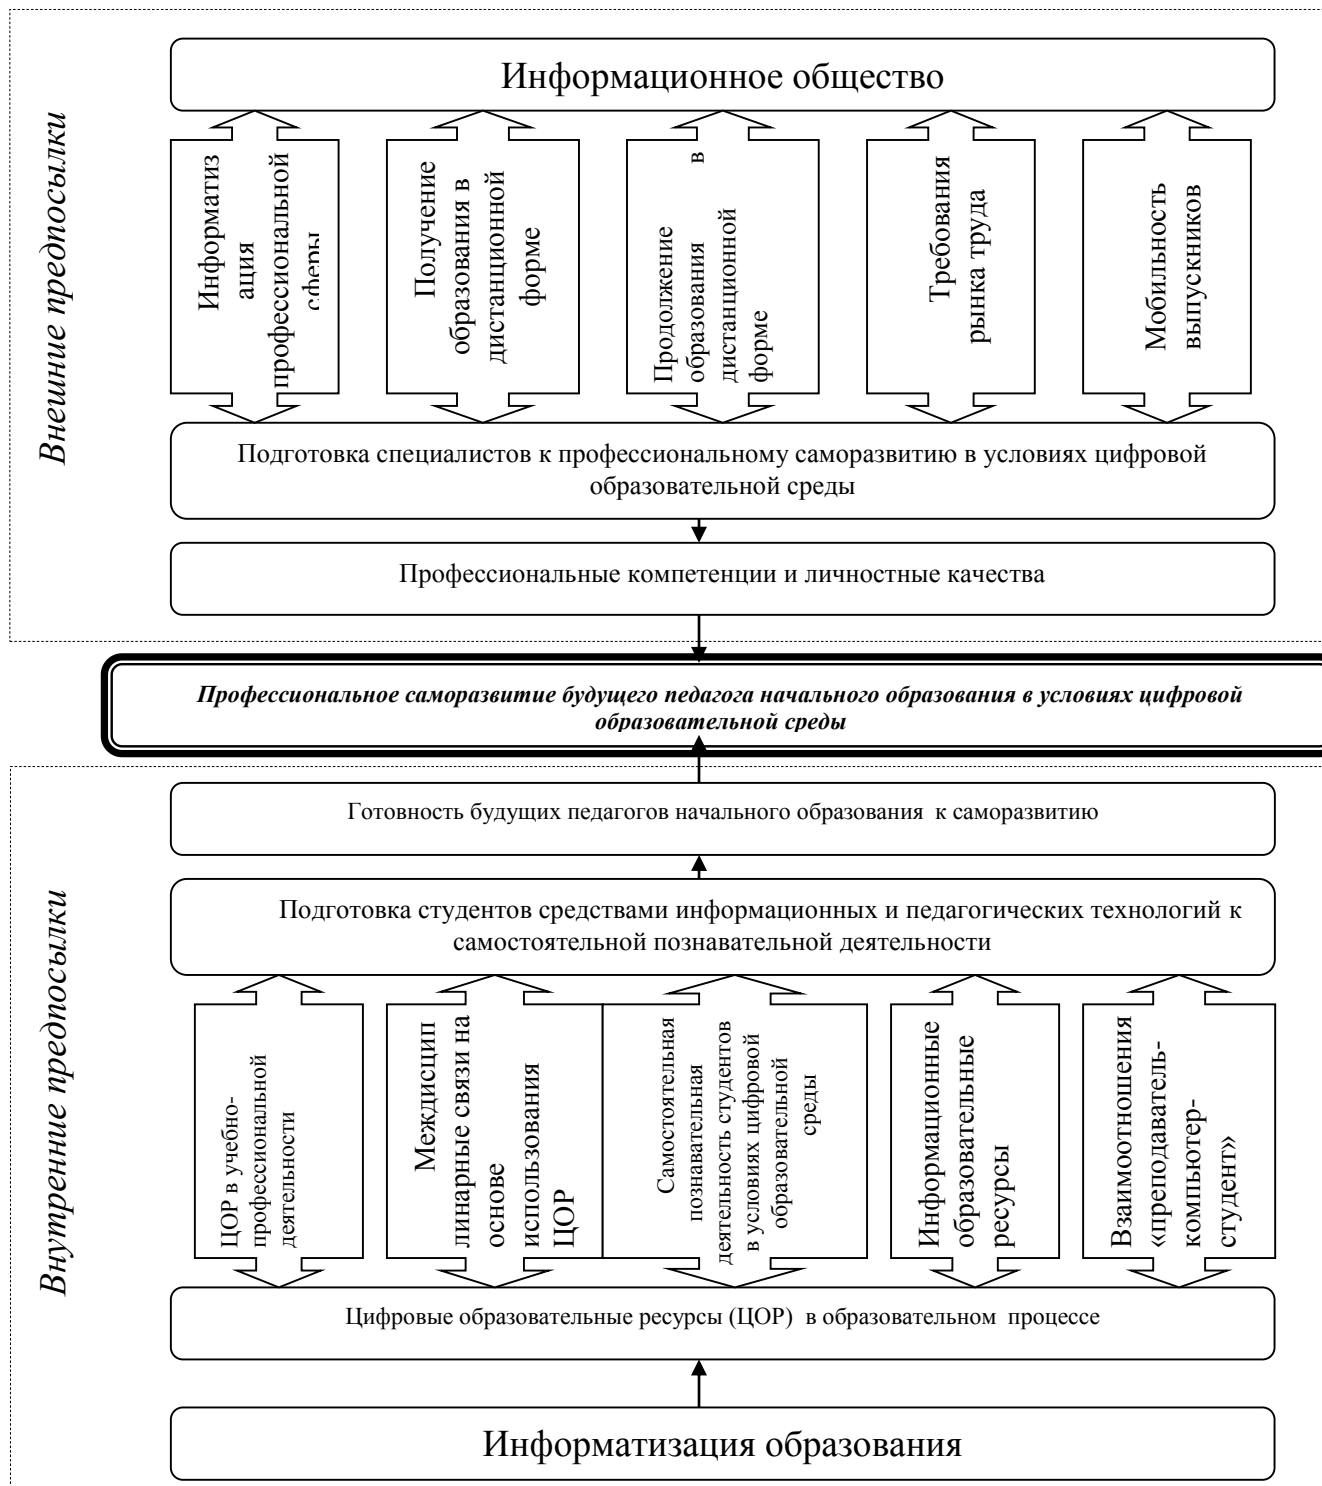 Внешние предпосылки
Информационное общество
Информатиз
ация
профессиональной
сферы
Получение
образования в
дистанционной
форме
Продолжение в
образования
дистанционной
форме
Требования
рынка труда
Мобильность
выпускников
Подготовка специалистов к профессиональному саморазвитию в условиях цифровой
образовательной среды
Профессиональные компетенции и личностные качества
Профессиональное саморазвитие будущего педагога начального образования в условиях цифровой
образовательной среды
Внутренние предпосылки
Готовность будущих педагогов начального образования к саморазвитию
Подготовка студентов средствами информационных и педагогических технологий к
самостоятельной познавательной деятельности
ЦОР в учебно-
профессиональной
деятельности
Междисцип
линарные связи на
основе
использования
ЦОР
Самостоятельная
познавательная
деятельность студентов
в условиях цифровой
образовательной
среды
Информационные
образовательные
ресурсы
Взаимоотношения
«преподаватель-
компьютер-
студент»
Цифровые образовательные ресурсы (ЦОР) в образовательном процессе
Информатизация образования